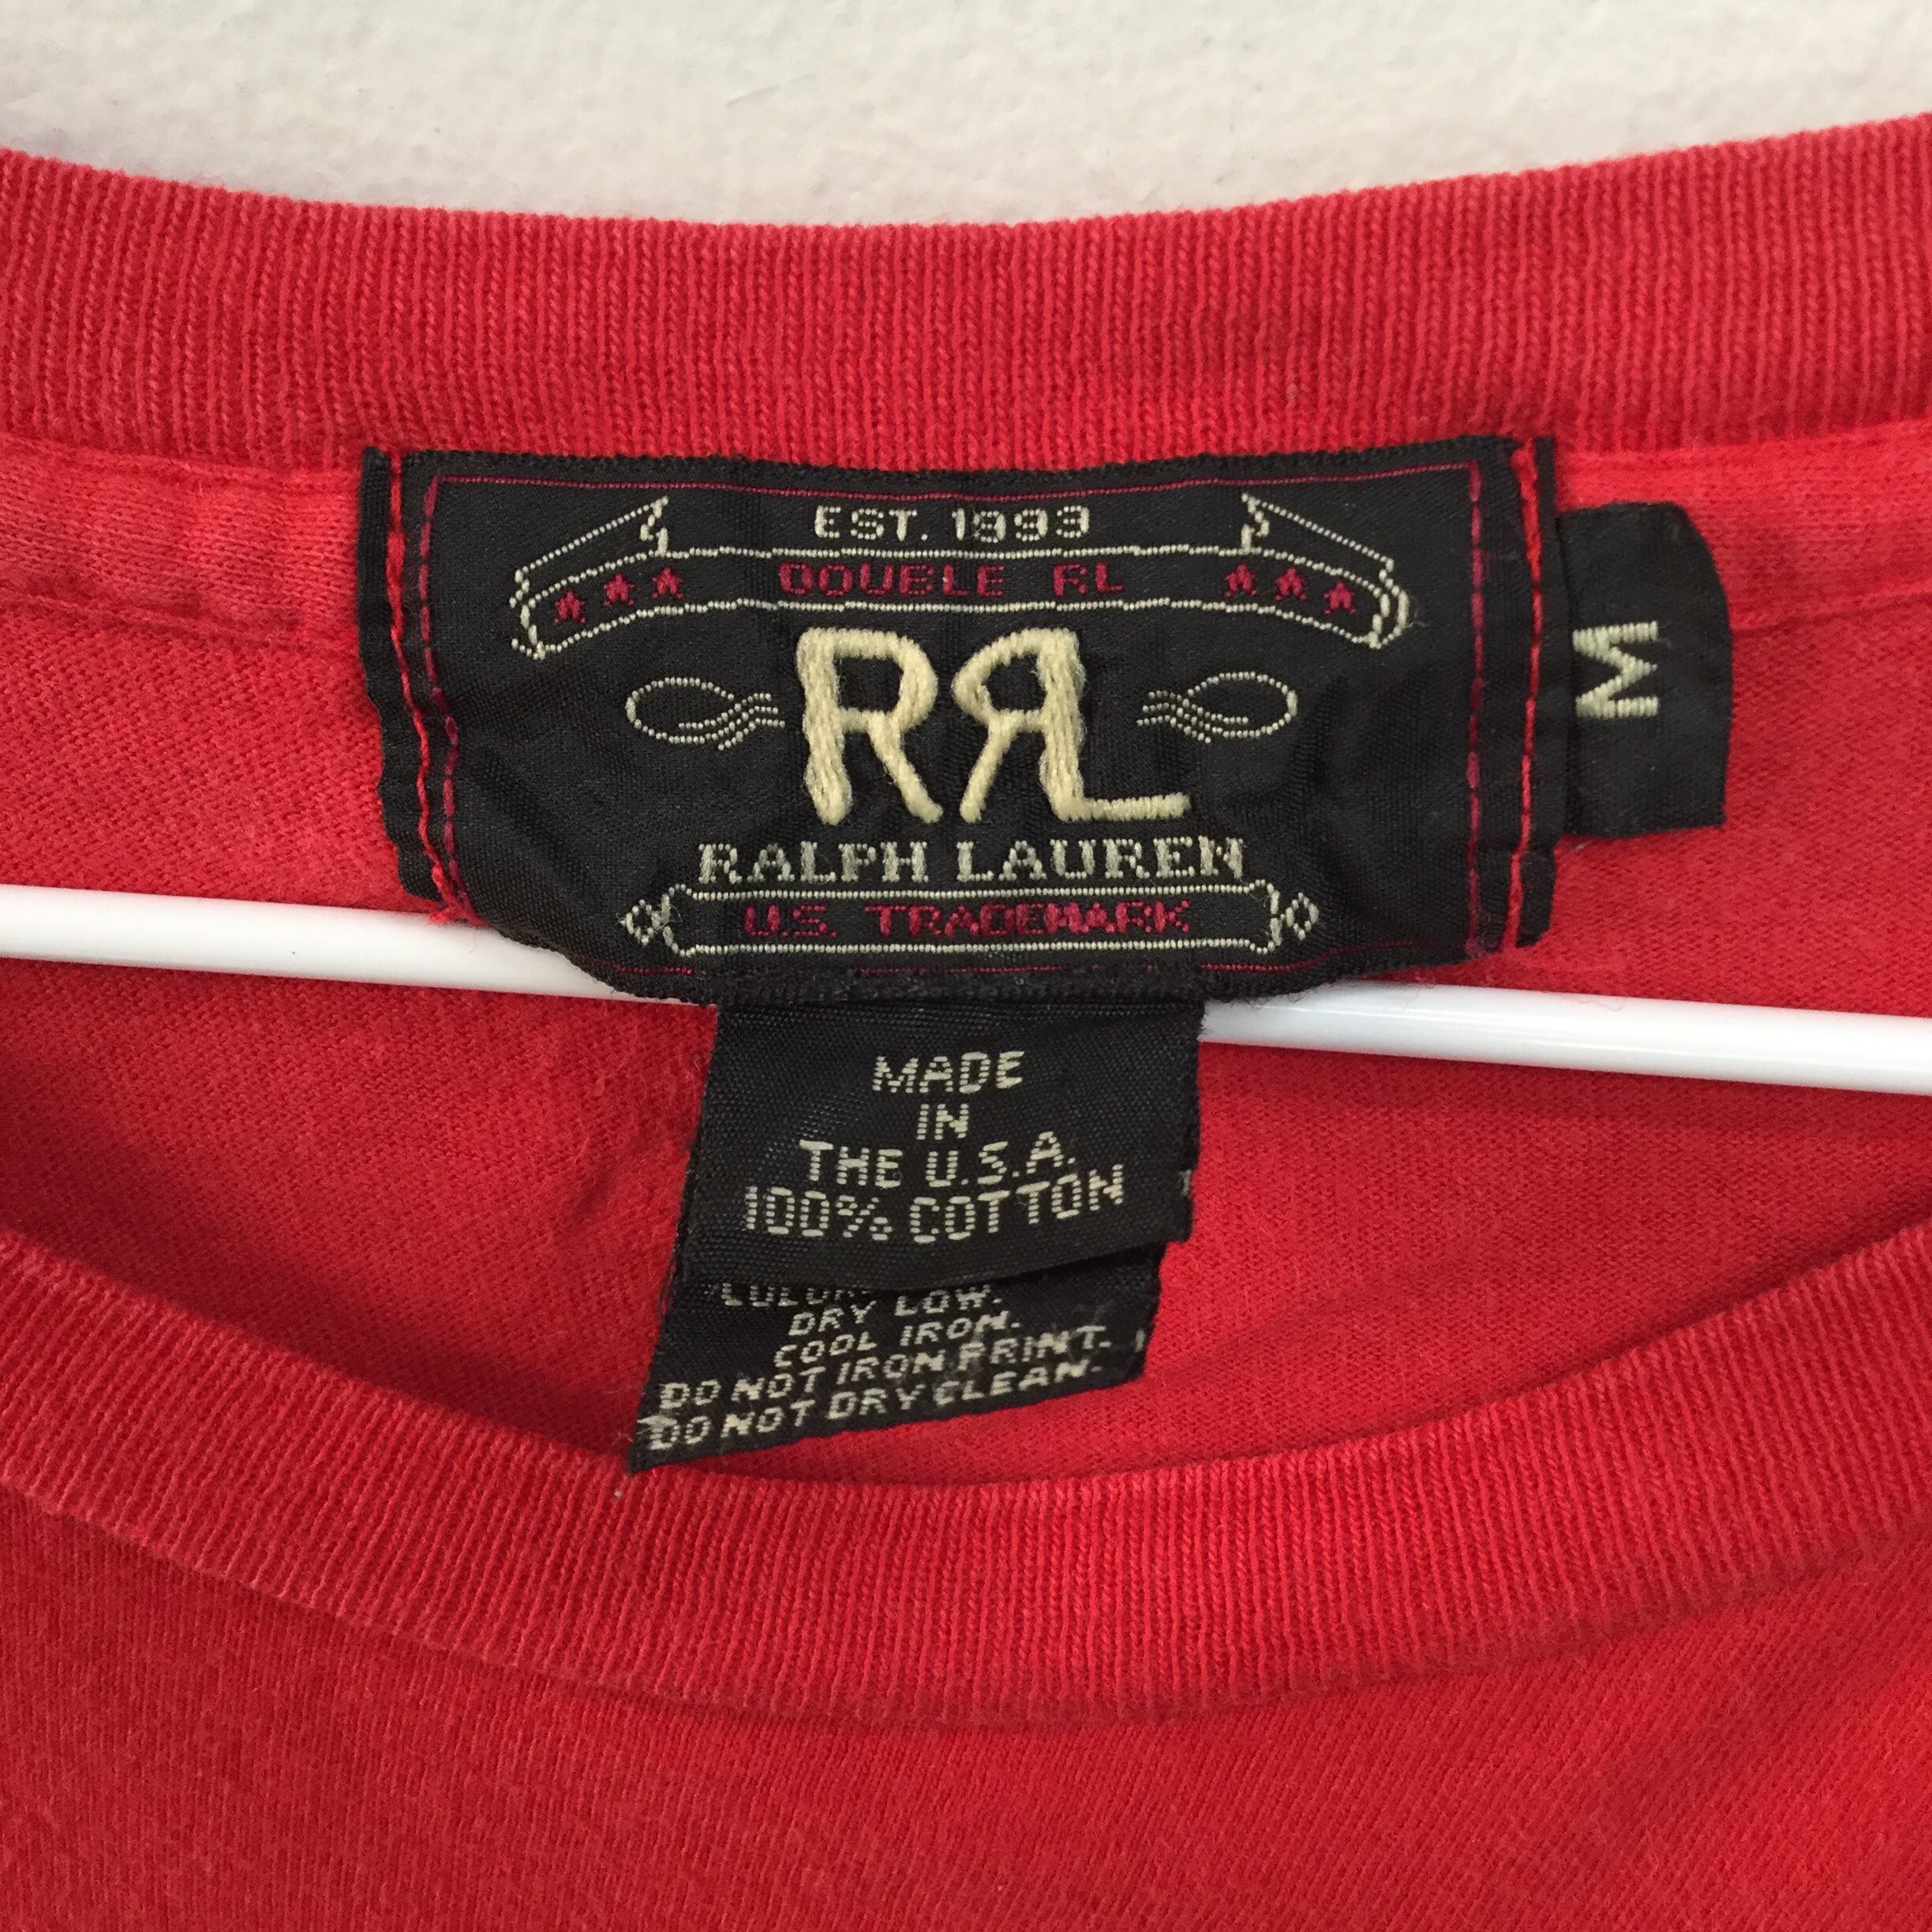 EST. 1993
DOUBLE RL
RRL
RALPH LAUREN
U.S. TRADEMARK
M
MADE
IN
THE U.S.A.
100% COTTON
DRY LOW.
COOL IRON.
DO NOT IRON PRINT.
DO NOT DRY CLEAN.